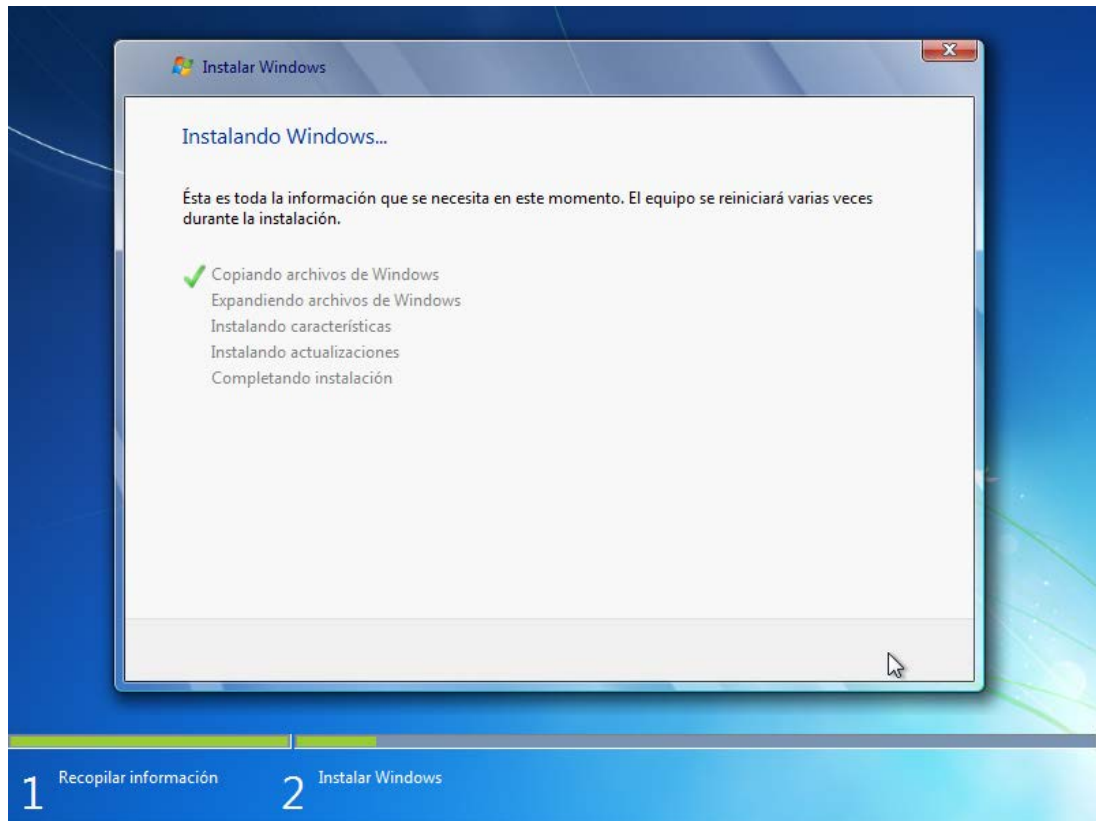 Instalar Windows
Instalando Windows...
Ésta es toda la información que se necesita en este momento. El equipo se reiniciará varias veces
durante la instalación.
Copiando archivos de Windows
Expandiendo archivos de Windows
Instalando características
Instalando actualizaciones
Completando instalación
1 Recopilar información 2 Instalar Windows